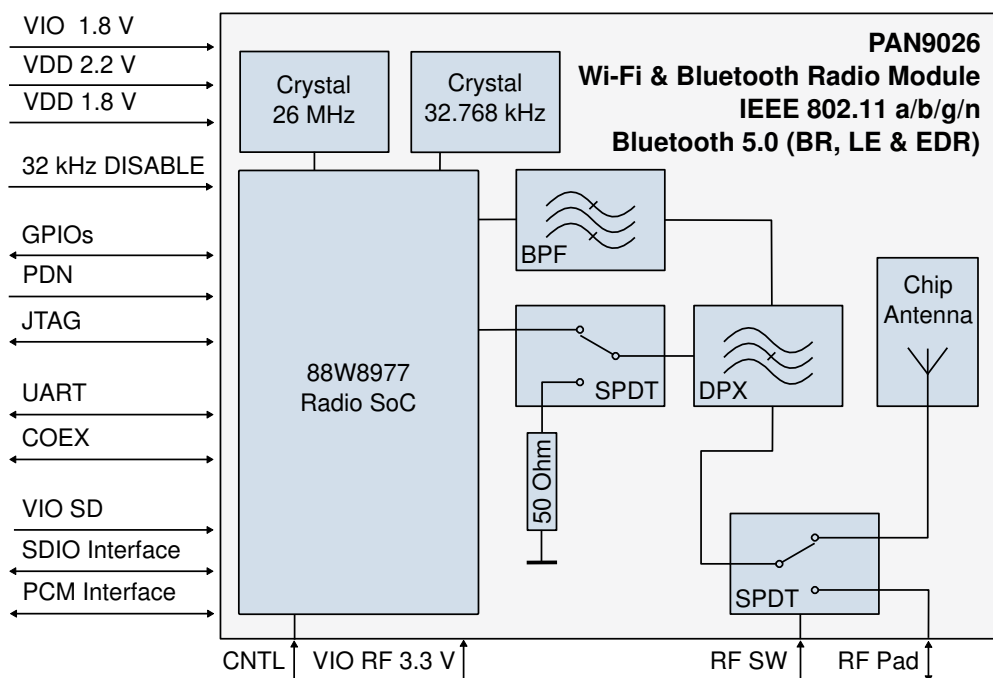 VIO 1.8 V
VDD 2.2 V
VDD 1.8 V
32 kHz DISABLE
GPIOs
PDN
JTAG
UART
COEX
VIO SD
SDIO Interface
PCM Interface
PAN9026
Wi-Fi & Bluetooth Radio Module
IEEE 802.11 a/b/g/n
Bluetooth 5.0 (BR, LE & EDR)
Crystal
26 MHz
Crystal
32.768 kHz
88W8977
Radio SoC
BPF
SPDT
50 Ohm
DPX
Chip
Antenna
SPDT
CNTL
VIO RF 3.3 V
RF SW
RF Pad